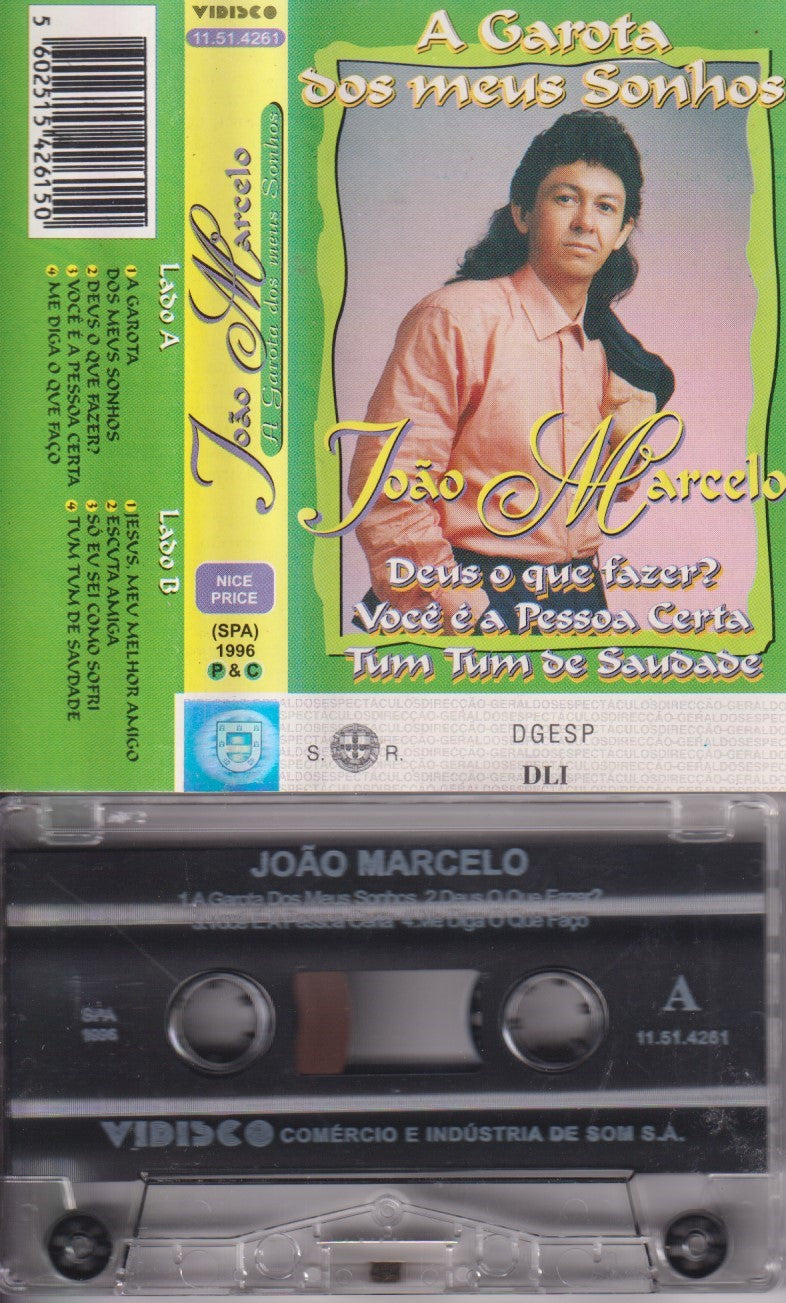 5 602515 426150
Lado A
1 A GAROTA
DOS MEUS SONHOS
2 DEUS O QUE FAZER?
3 VOCÊ É A PESSOA CERTA
4 ME DIGA O QUE FAÇO
Lado B
1 JESUS, MEU MELHOR AMIGO
2 ESCUTA AMIGA
3 SÓ EU SEI COMO SOFRI
4 TUM TUM DE SAUDADE
VIDISCO
11.51.4261
João Marcelo
A Garota dos meus Sonhos
NICE
PRICE
(SPA)
1996
P & C
A Garota
dos meus Sonhos
João Marcelo
Deus o que fazer?
Você é a Pessoa Certa
Tum Tum de Saudade
S. R.
DGESP
DLI
JOÃO MARCELO
1.A Garota Dos Meus Sonhos 2.Deus O Que Fazer?
3.Você É A Pessoa Certa 4.Me Diga O Que Faço
SPA
1996
A
11.51.4261
VIDISCO COMÉRCIO E INDÚSTRIA DE SOM S.A.